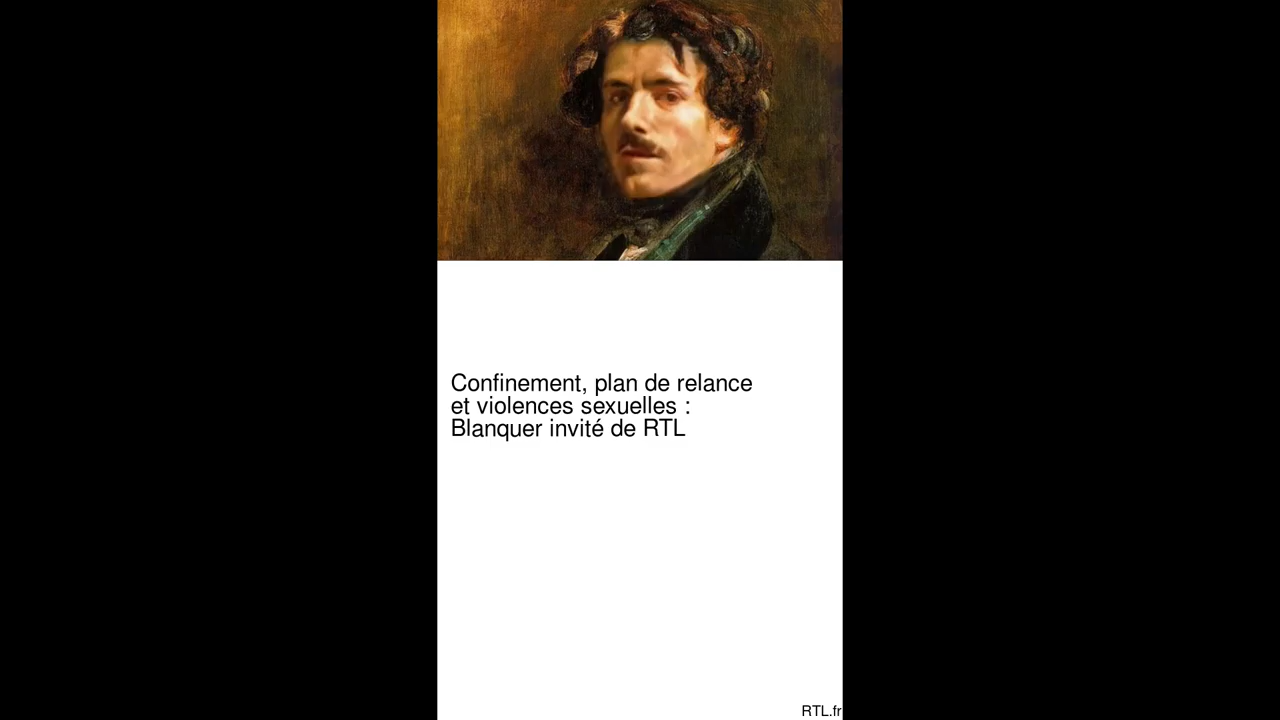 Confinement, plan de relance
et violences sexuelles :
Blanquer invité de RTL
RTL.fr